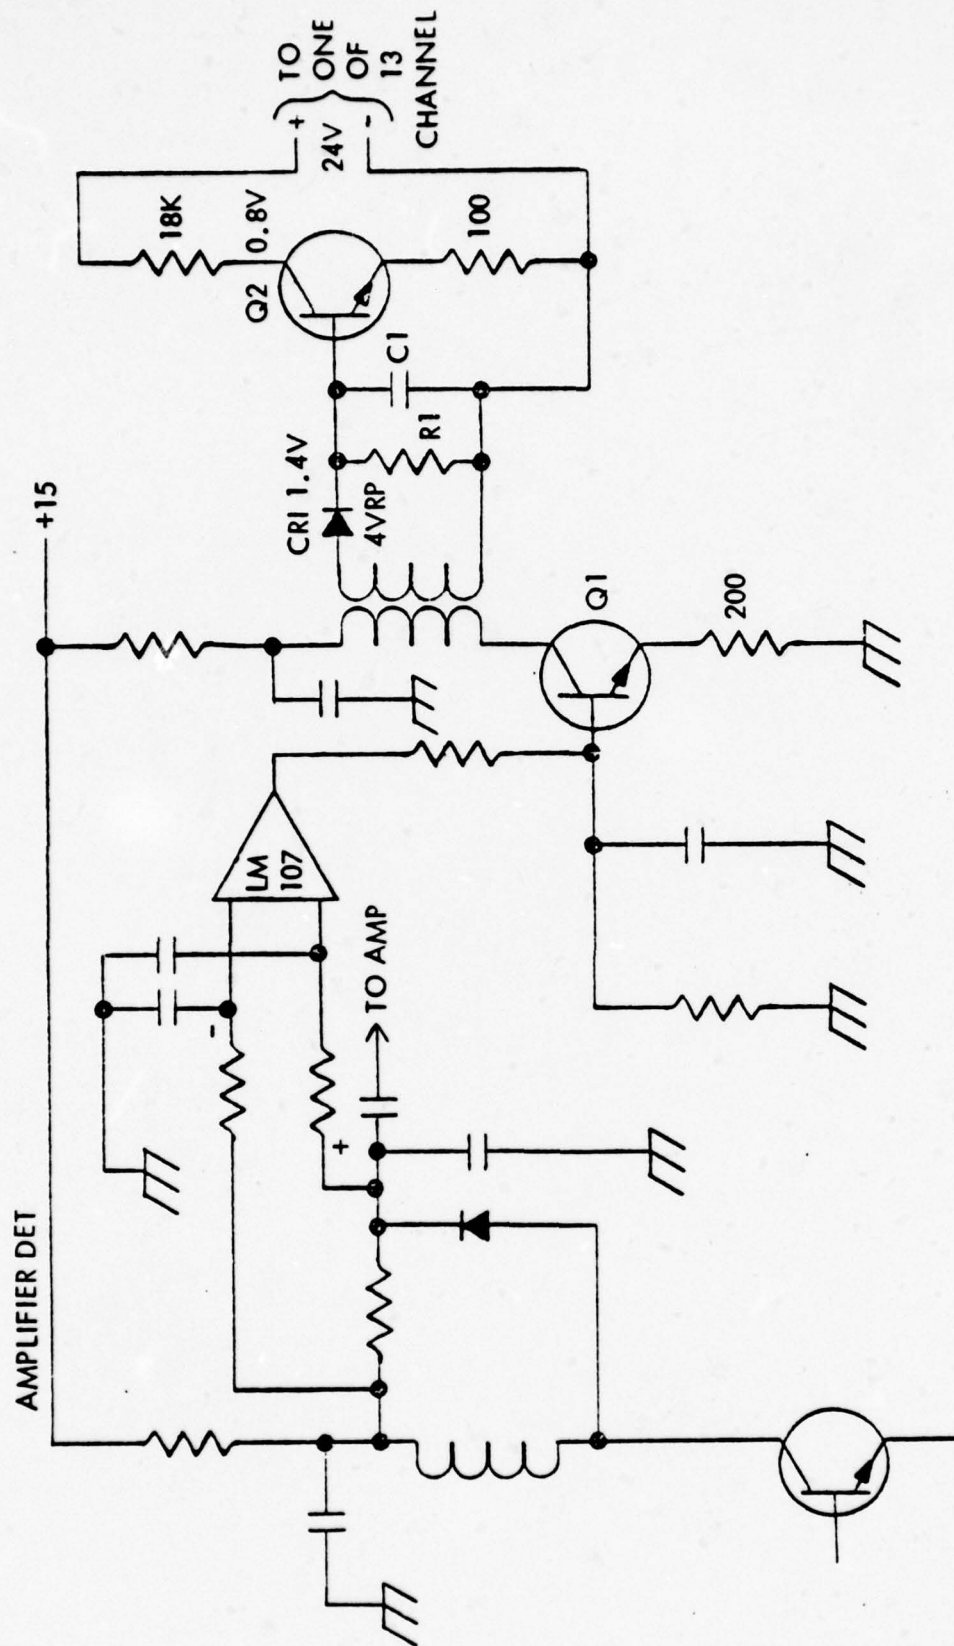 AMPLIFIER DET
+15
TO
ONE
OF
13
CHANNEL
+
24V
-
18K
0.8V
Q2
100
C1
R1
CR1 1.4V
4VRP
LM
107
-
+
TO AMP
Q1
200